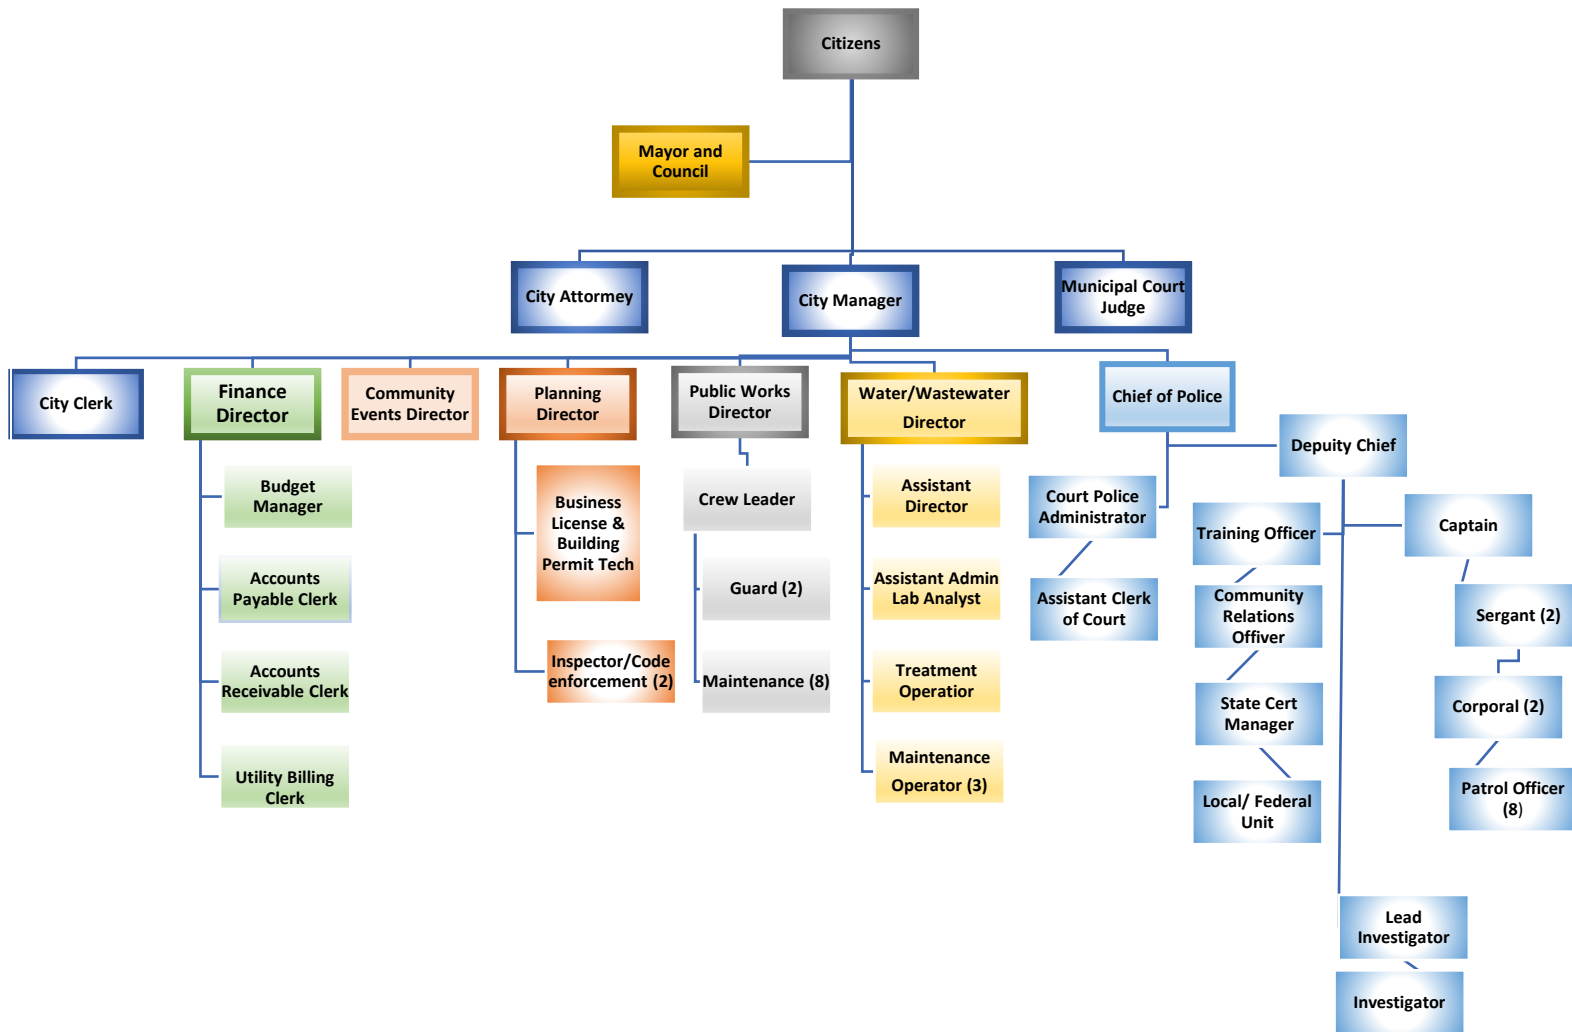 Citizens
Mayor and
Council
City Attormey
City Manager
Municipal Court
Judge
City Clerk
Finance
Director
Community
Events Director
Planning
Director
Public Works
Director
Water/Wastewater
Director
Chief of Police
Budget
Manager
Accounts
Payable Clerk
Accounts
Receivable Clerk
Utility Billing
Clerk
Business
License &
Building
Permit Tech
Inspector/Code
enforcement (2)
Crew Leader
Guard (2)
Maintenance (8)
Assistant
Director
Assistant Admin
Lab Analyst
Treatment
Operatior
Maintenance
Operator (3)
Court Police
Administrator
Assistant Clerk
of Court
Deputy Chief
Training Officer
Community
Relations
Offiver
State Cert
Manager
Local/ Federal
Unit
Captain
Sergant (2)
Corporal (2)
Patrol Officer
(8)
Lead
Investigator
Investigator